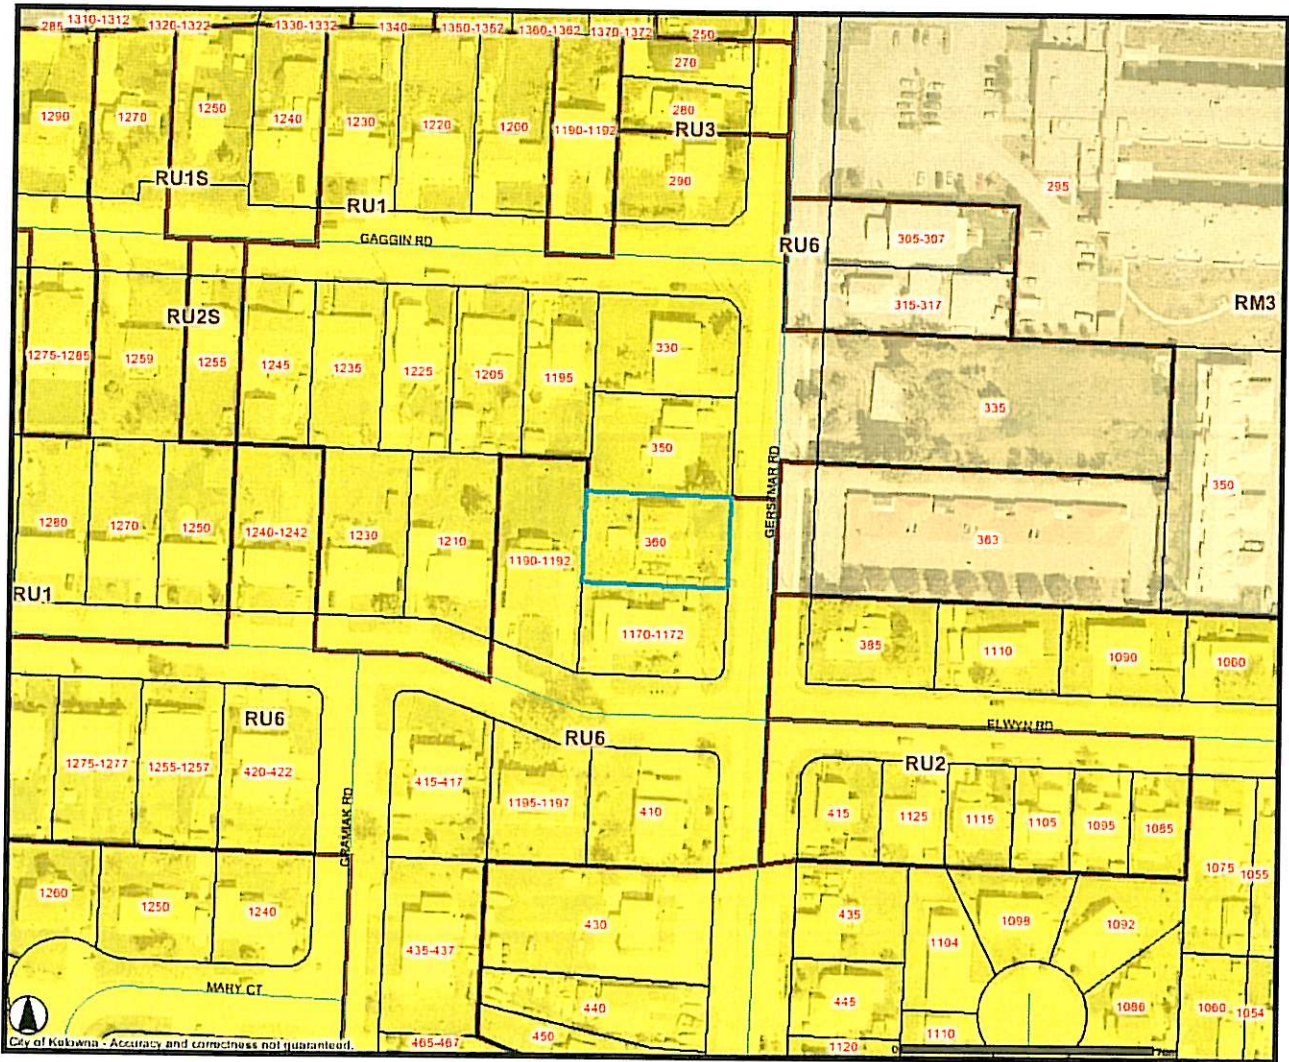 1310-1312 1320-1322 1330-1332 1340 1350-1352 1360-1362 1370-1372 250
285 270
1290 1270 1250 1240 1230 1220 1200 1190-1192 280
RU3
290 295
RU1S
RU1
GAGGIN RD
RU6 305-307
315-317 RM3
RU2S
1275-1285 1259 1255 1245 1235 1225 1205 1195 330
335
350
GERSTMAR RD
350
1280 1270 1250 1240-1242 1230 1210 1190-1192 360 363
RU1
1170-1172 385 1110 1090 1060
RU6 RU6 ELWYN RD
RU2
1275-1277 1255-1257 420-422 415-417 1195-1197 410
415 1125 1115 1105 1095 1085
GRAMIAK RD
1075 1055
1260 1250 1240 435-437 430 435 1104 1098 1092
MARY CT
440 445 1086 1060 1054
450 465-467 1120 1110
City of Kelowna - Accuracy and correctness not guaranteed.
0